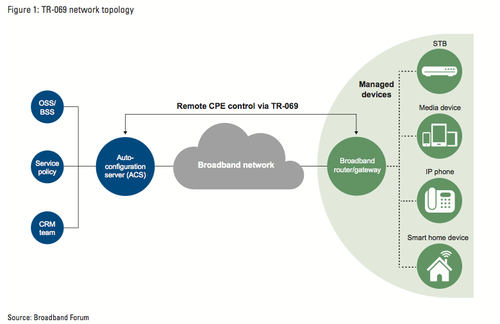 Figure 1: TR-069 network topology
STB
OSS/
BSS
Managed
devices
Remote CPE control via TR-069
Media device
Service
policy
Auto-
configuration
server (ACS)
Broadband network
Broadband
router/gateway
IP phone
CRM
team
Smart home device
Source: Broadband Forum